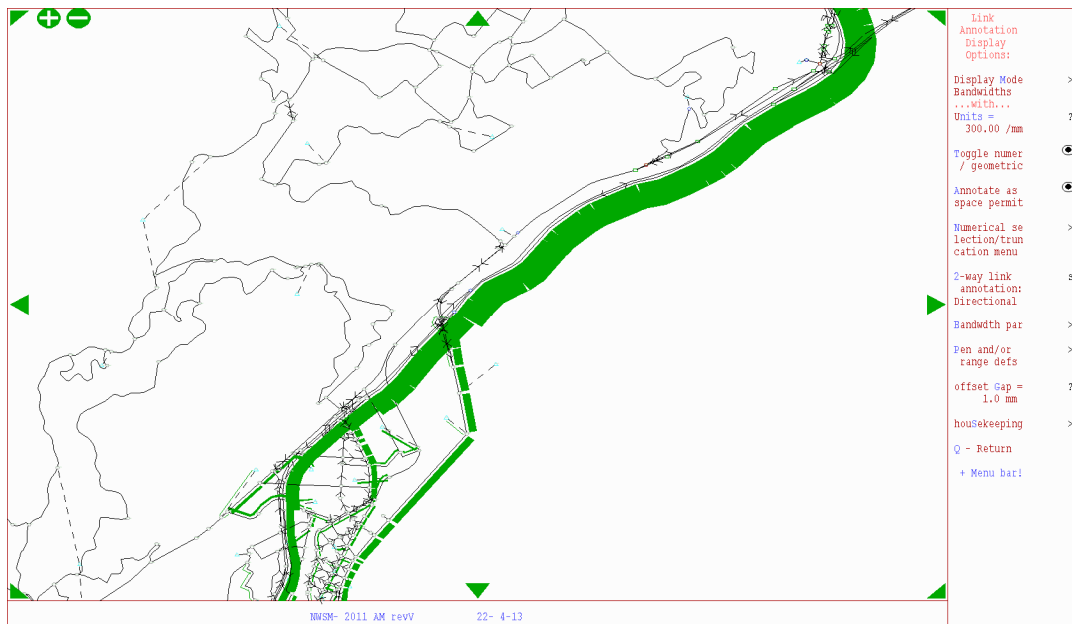 Link
Annotation
Display
Options:
Display Mode >
Bandwidths
...with...
Units = ?
300.00 /mm
Toggle numer
/ geometric
Annotate as
space permit
Numerical se >
lection/trun
cation menu
2-way link s
annotation:
Directional
Bandwdth par >
Pen and/or >
range defs
offset Gap = ?
1.0 mm
houSekeeping >
Q - Return
+ Menu bar!
NWSM- 2011 AM revV 22- 4-13